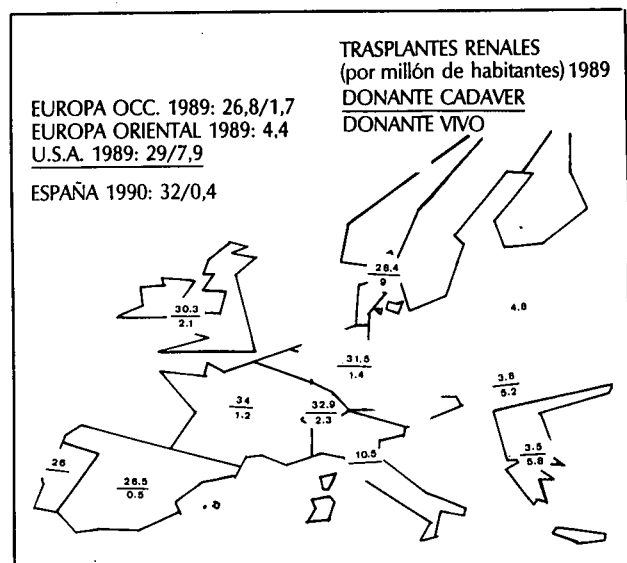 TRASPLANTES RENALES
(por millón de habitantes) 1989
DONANTE CADAVER
DONANTE VIVO
EUROPA OCC. 1989: 26,8/1,7
EUROPA ORIENTAL 1989: 4,4
U.S.A. 1989: 29/7,9
ESPAÑA 1990: 32/0,4
28.4
9
30.3
2.1
4.8
31.5
1.4
3.8
5.2
34
1.2
32.9
2.3
10.5
3.5
5.8
26
26.5
0.5